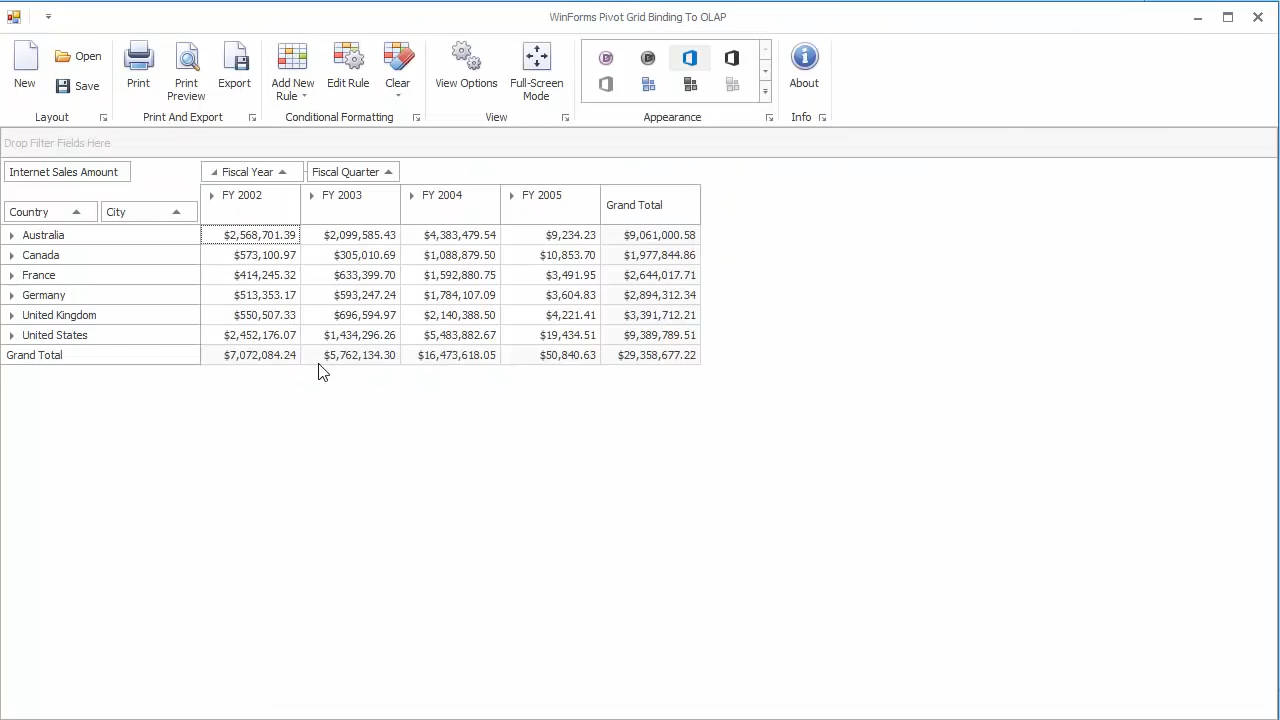 WinForms Pivot Grid Binding To OLAP
New
Open
Save
Print
Print
Preview
Export
Add New
Rule
Edit Rule
Clear
View Options
Full-Screen
Mode
About
Layout
Print And Export
Conditional Formatting
View
Appearance
Info
Drop Filter Fields Here
Internet Sales Amount
Fiscal Year Fiscal Quarter
Country City
FY 2002 FY 2003 FY 2004 FY 2005 Grand Total
Australia $2,568,701.39 $2,099,585.43 $4,383,479.54 $9,234.23 $9,061,000.58
Canada $573,100.97 $305,010.69 $1,088,879.50 $10,853.70 $1,977,844.86
France $414,245.32 $633,399.70 $1,592,880.75 $3,491.95 $2,644,017.71
Germany $513,353.17 $593,247.24 $1,784,107.09 $3,604.83 $2,894,312.34
United Kingdom $550,507.33 $696,594.97 $2,140,388.50 $4,221.41 $3,391,712.21
United States $2,452,176.07 $1,434,296.26 $5,483,882.67 $19,434.51 $9,389,789.51
Grand Total $7,072,084.24 $5,762,134.30 $16,473,618.05 $50,840.63 $29,358,677.22